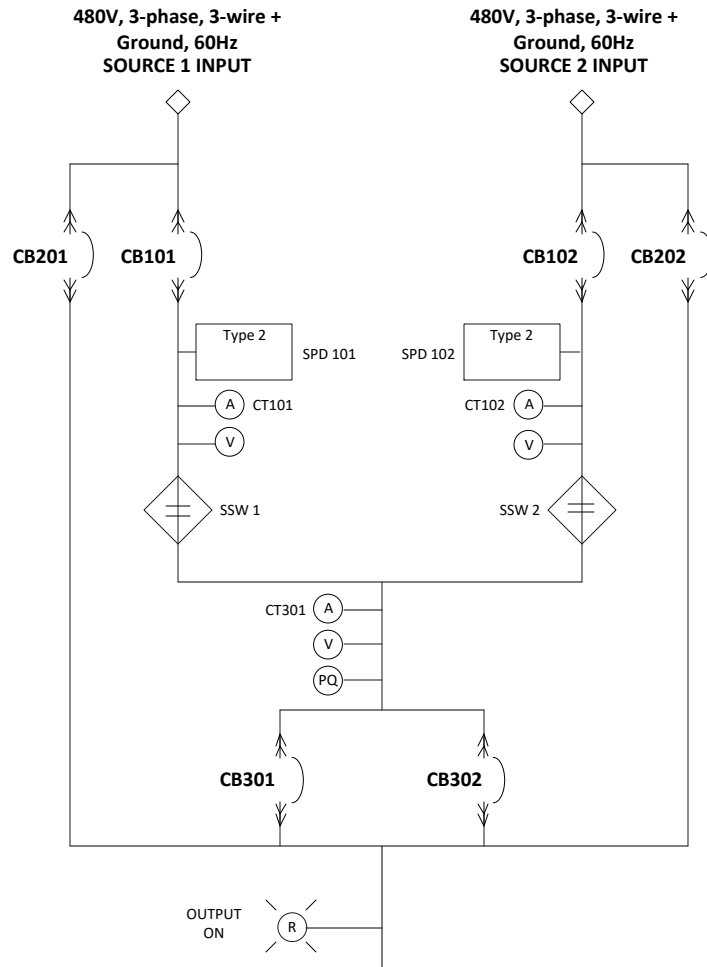 480V, 3-phase, 3-wire +
Ground, 60Hz
SOURCE 1 INPUT
480V, 3-phase, 3-wire +
Ground, 60Hz
SOURCE 2 INPUT
CB201
CB101
CB102
CB202
Type 2
SPD 101
SPD 102
Type 2
A
CT101
CT102
A
V
V
SSW 1
SSW 2
CT301
A
V
PQ
CB301
CB302
OUTPUT
ON
R